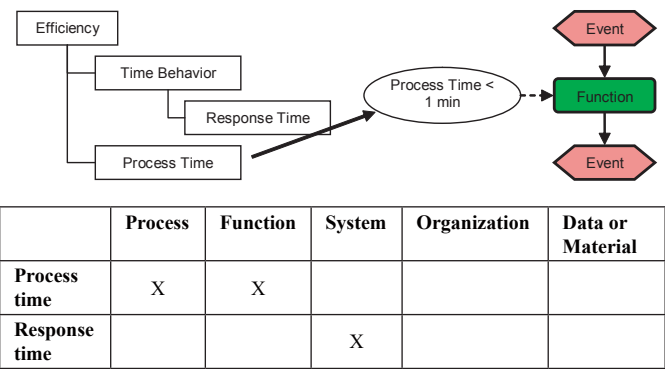 Efficiency
Time Behavior
Response Time
Process Time
Process Time <
1 min
Event
Function
Event
Process Function System Organization Data or
Material
Process
time X X
Response
time X